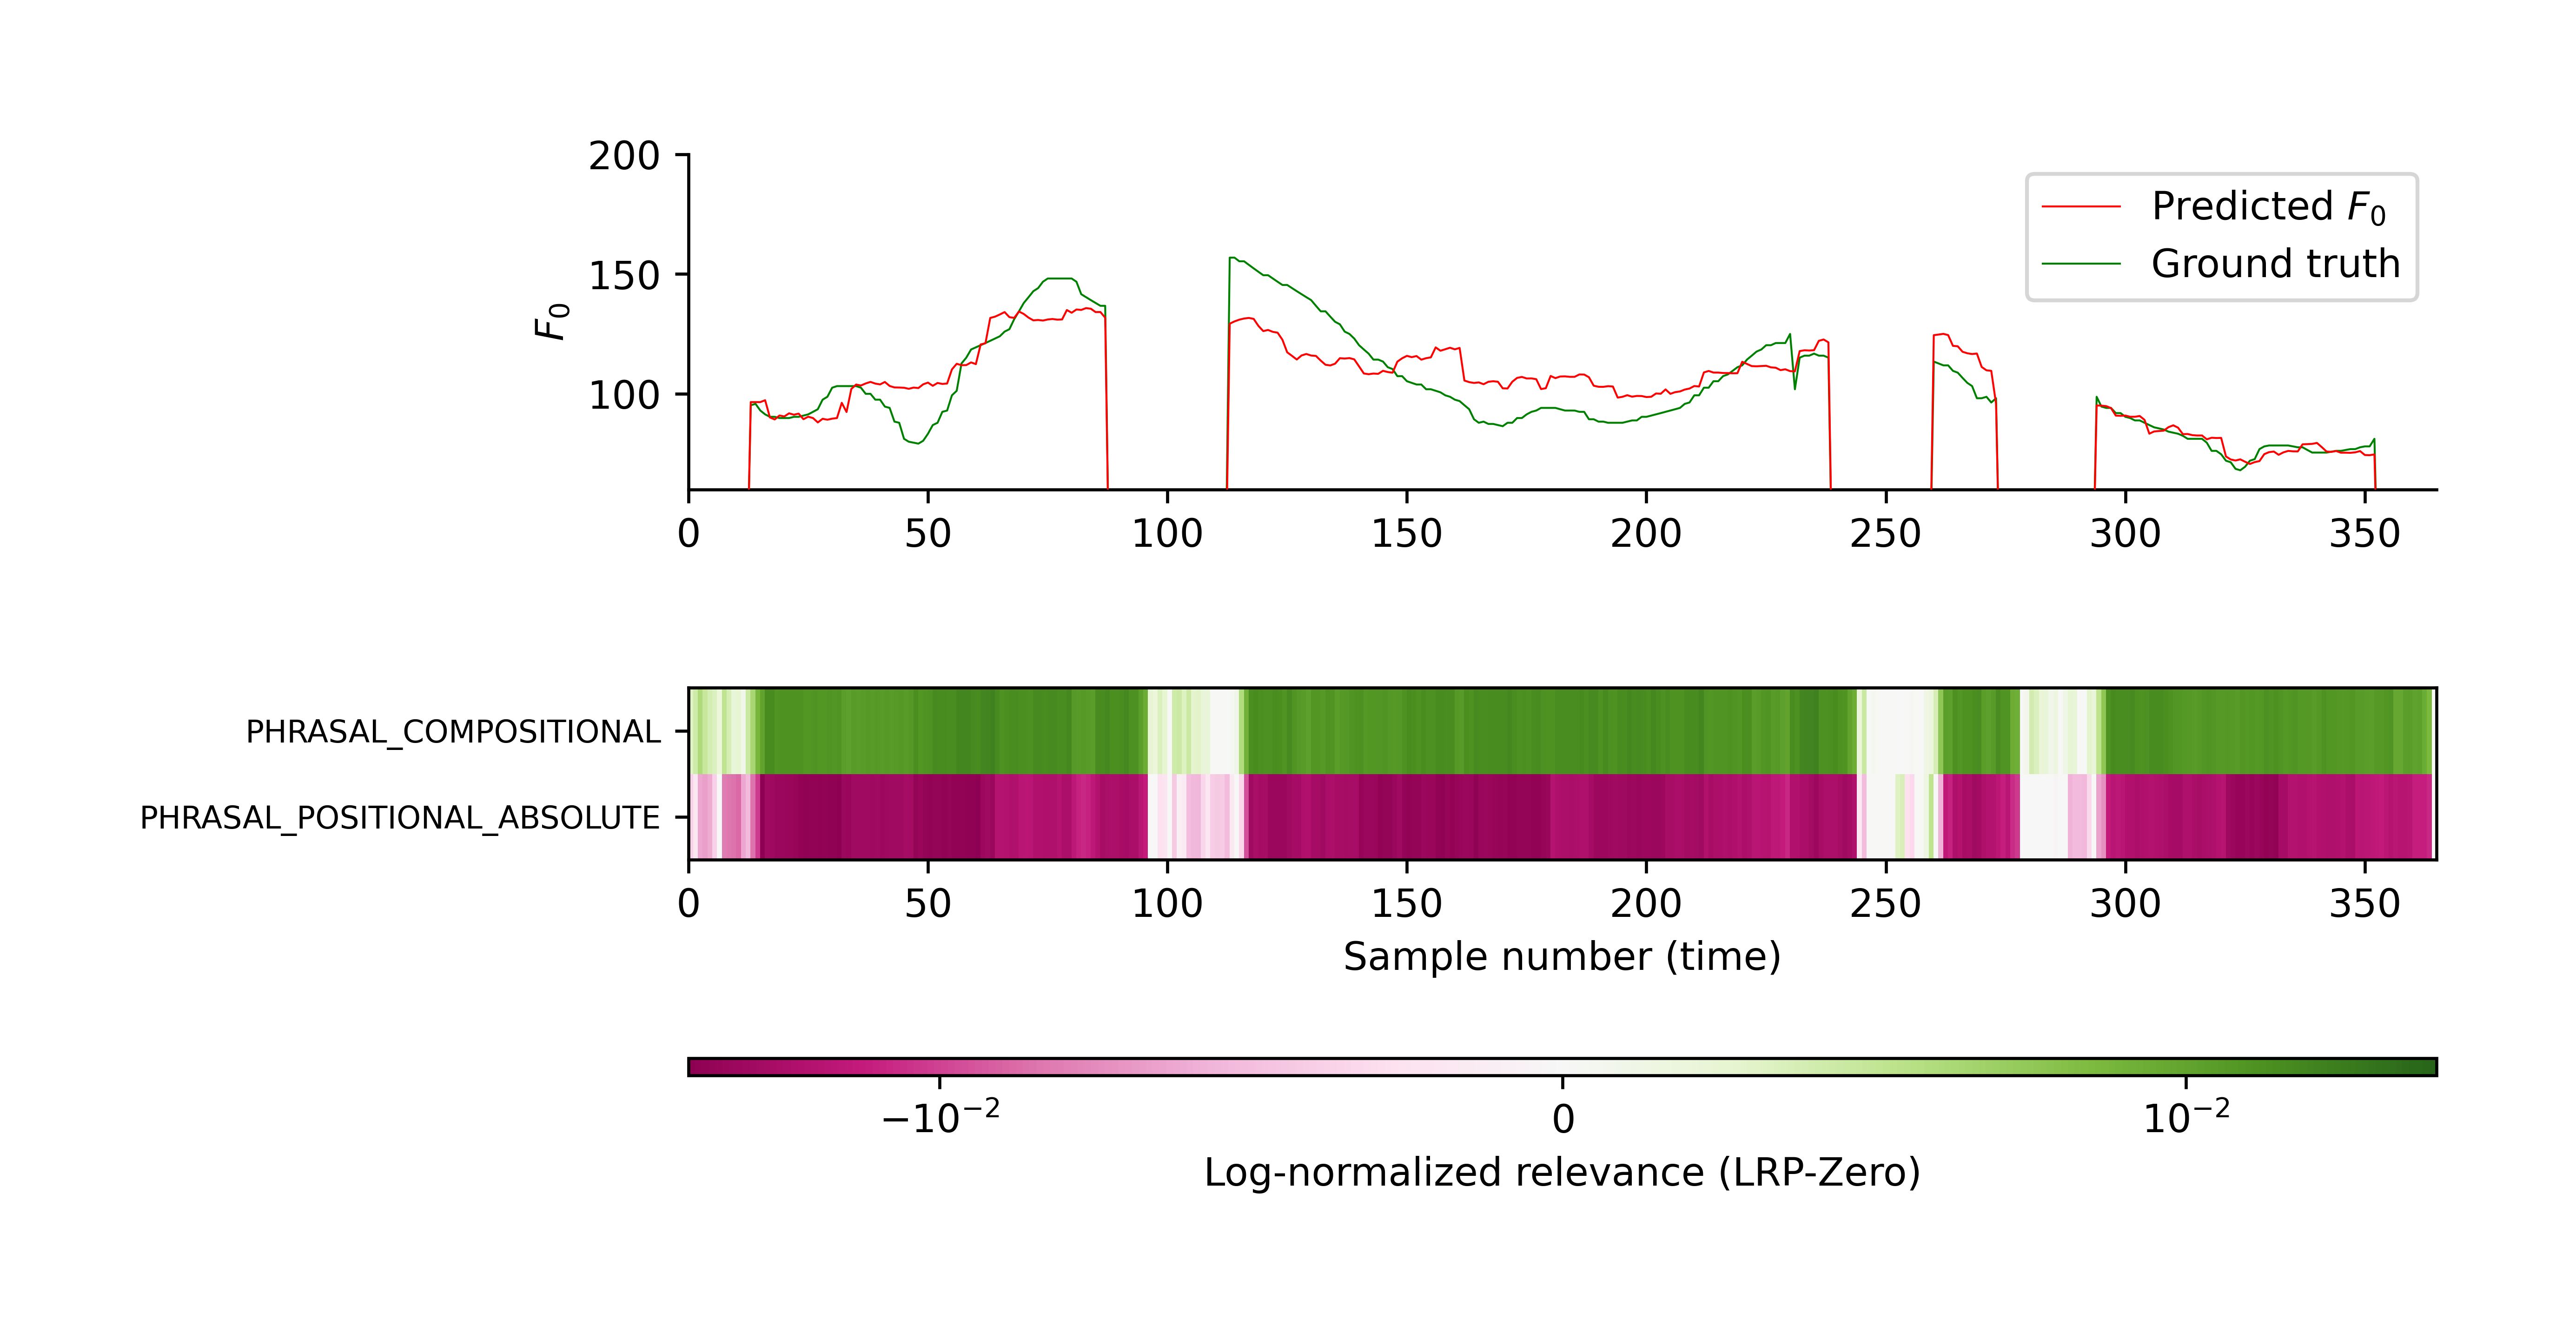 200
150
100
F₀
Predicted F₀
Ground truth
0 50 100 150 200 250 300 350
PHRASAL_COMPOSITIONAL
PHRASAL_POSITIONAL_ABSOLUTE
0 50 100 150 200 250 300 350
Sample number (time)
−10⁻² 0 10⁻²
Log-normalized relevance (LRP-Zero)